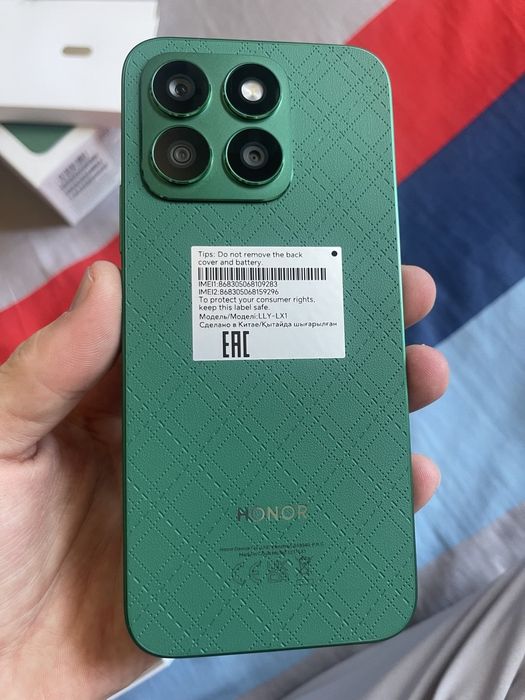 Tips: Do not remove the back
cover and battery.
IMEI1:868305068109283
IMEI2:868305068159296
To protect your consumer rights,
keep this label safe.
Модель/Моделі:LLY-LX1
Сделано в Китае/Қытайда шығарылған
EAC
HONOR